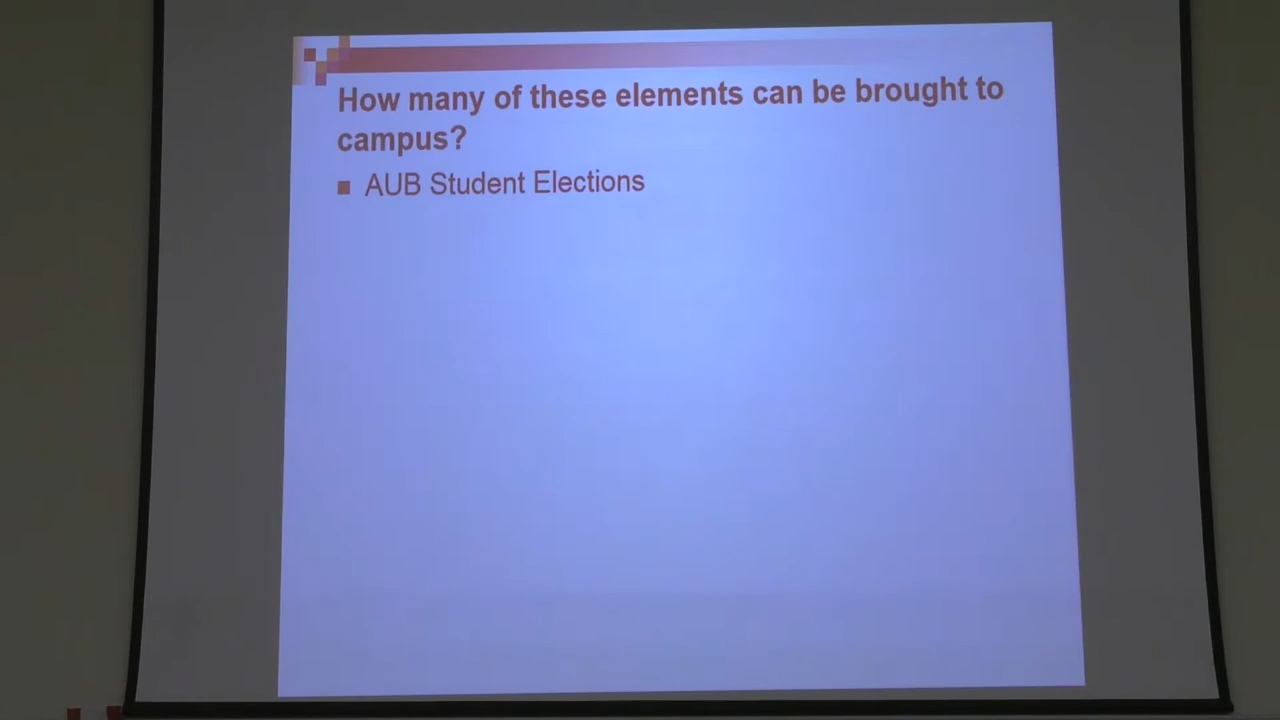 How many of these elements can be brought to
campus?
AUB Student Elections